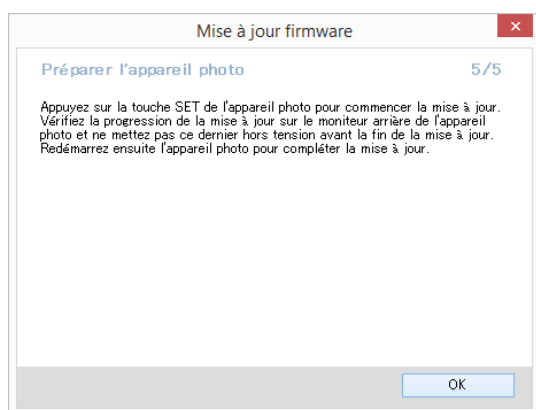 Mise à jour firmware
×
Préparer l'appareil photo 5/5
Appuyez sur la touche SET de l'appareil photo pour commencer la mise à jour.
Vérifiez la progression de la mise à jour sur le moniteur arrière de l'appareil
photo et ne mettez pas ce dernier hors tension avant la fin de la mise à jour.
Redémarrez ensuite l'appareil photo pour compléter la mise à jour.
OK